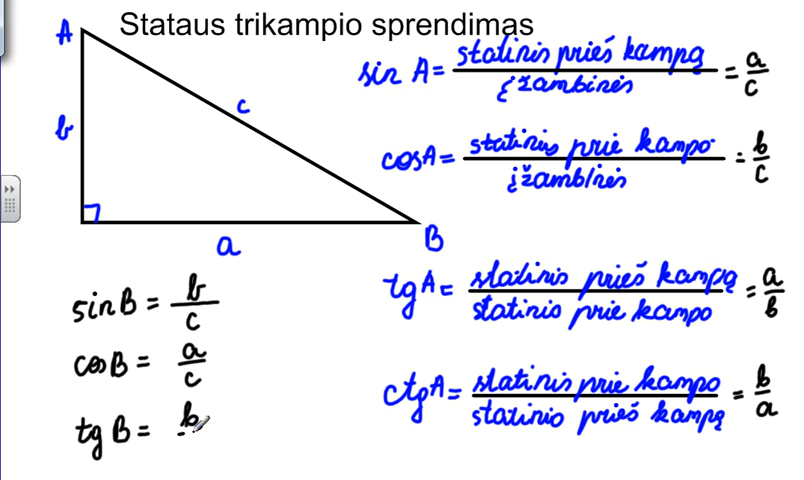 Stataus trikampio sprendimas
A
b
c
a
B
sin A = statinis prieš kampą / įžambinės = a/c
cos A = statinis prie kampo / įžambinės = b/c
tg A = statinis prieš kampą / statinio prie kampo = a/b
ctg A = statinis prie kampo / statinio prieš kampą = b/a
sin B = b/c
cos B = a/c
tg B = b